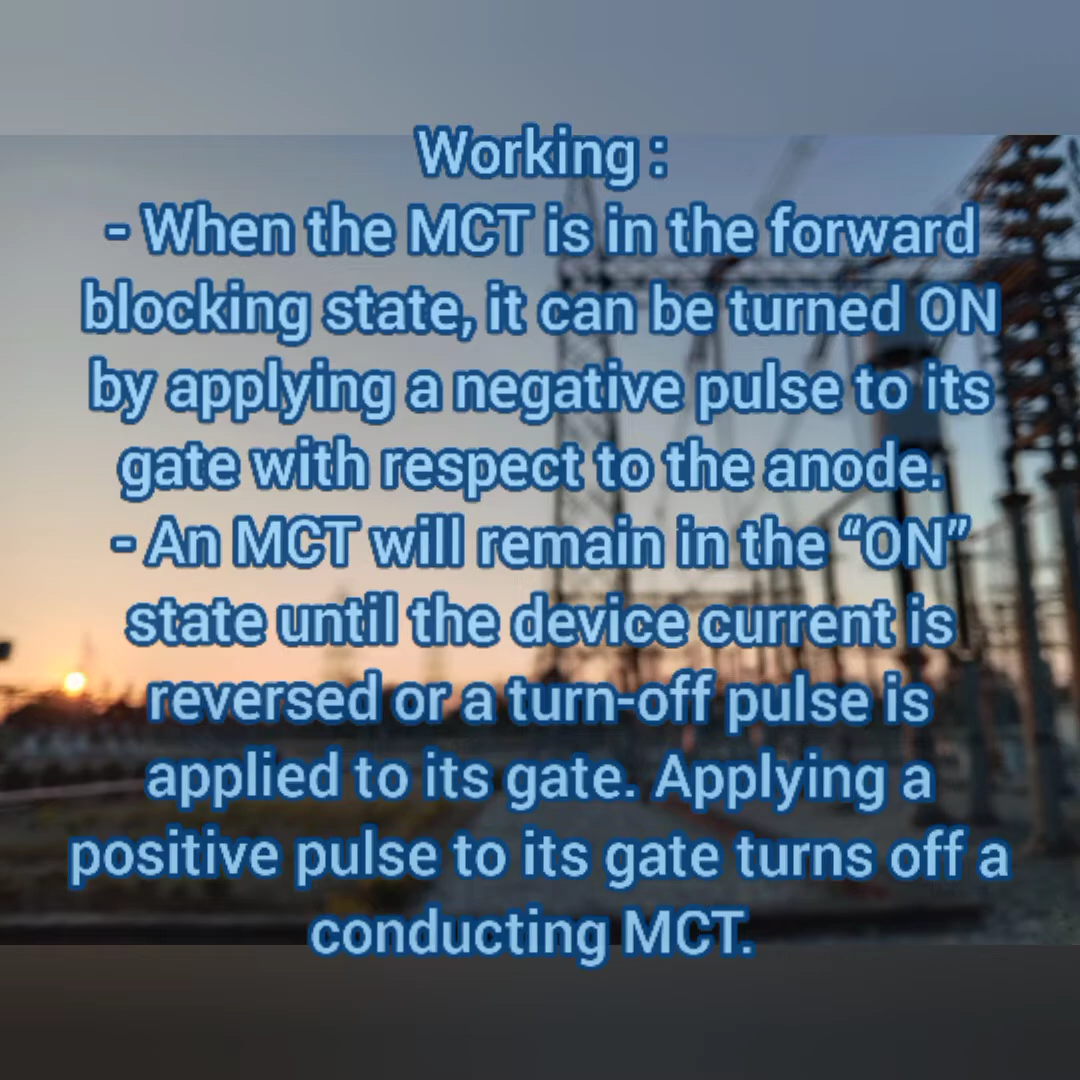 Working :
- When the MCT is in the forward
blocking state, it can be turned ON
by applying a negative pulse to its
gate with respect to the anode.
- An MCT will remain in the “ON”
state until the device current is
reversed or a turn-off pulse is
applied to its gate. Applying a
positive pulse to its gate turns off a
conducting MCT.